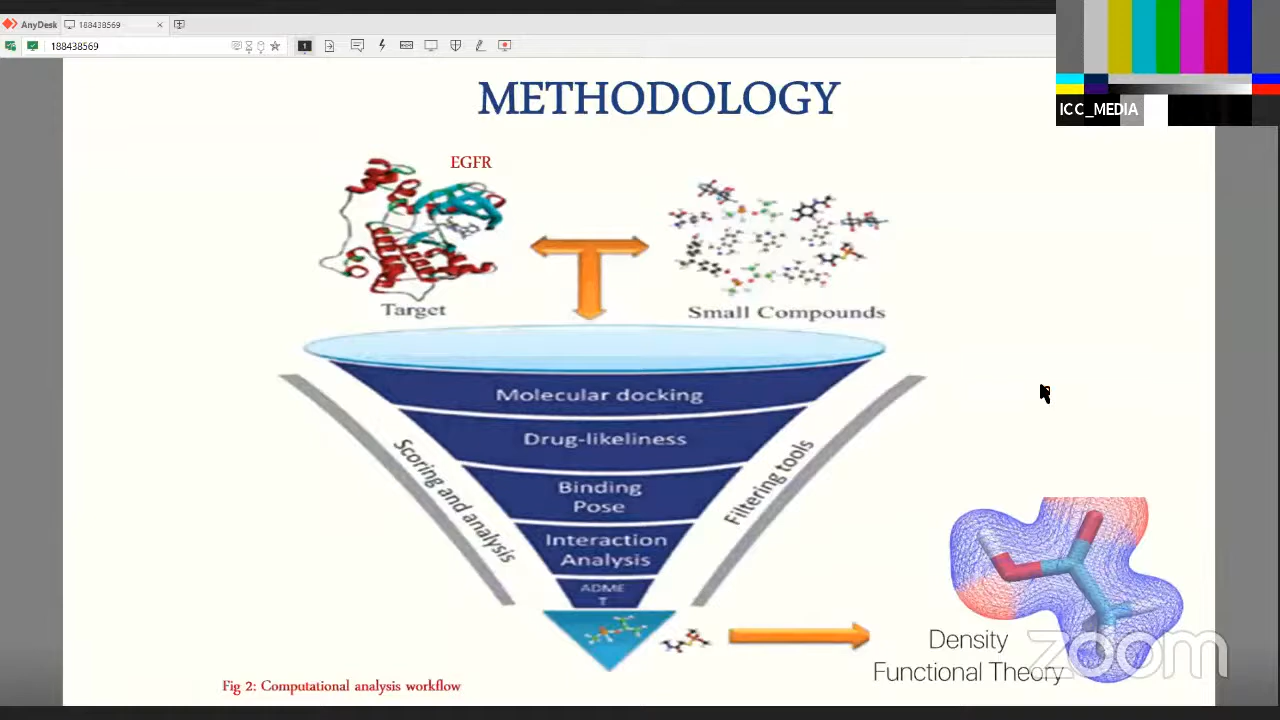 AnyDesk
188438569
188438569
1
ICC_MEDIA
METHODOLOGY
EGFR
Target
Small Compounds
Molecular docking
Drug-likeliness
Binding
Pose
Interaction
Analysis
ADME
T
Scoring and analysis
Filtering tools
Density
Functional Theory
zoom
Fig 2: Computational analysis workflow